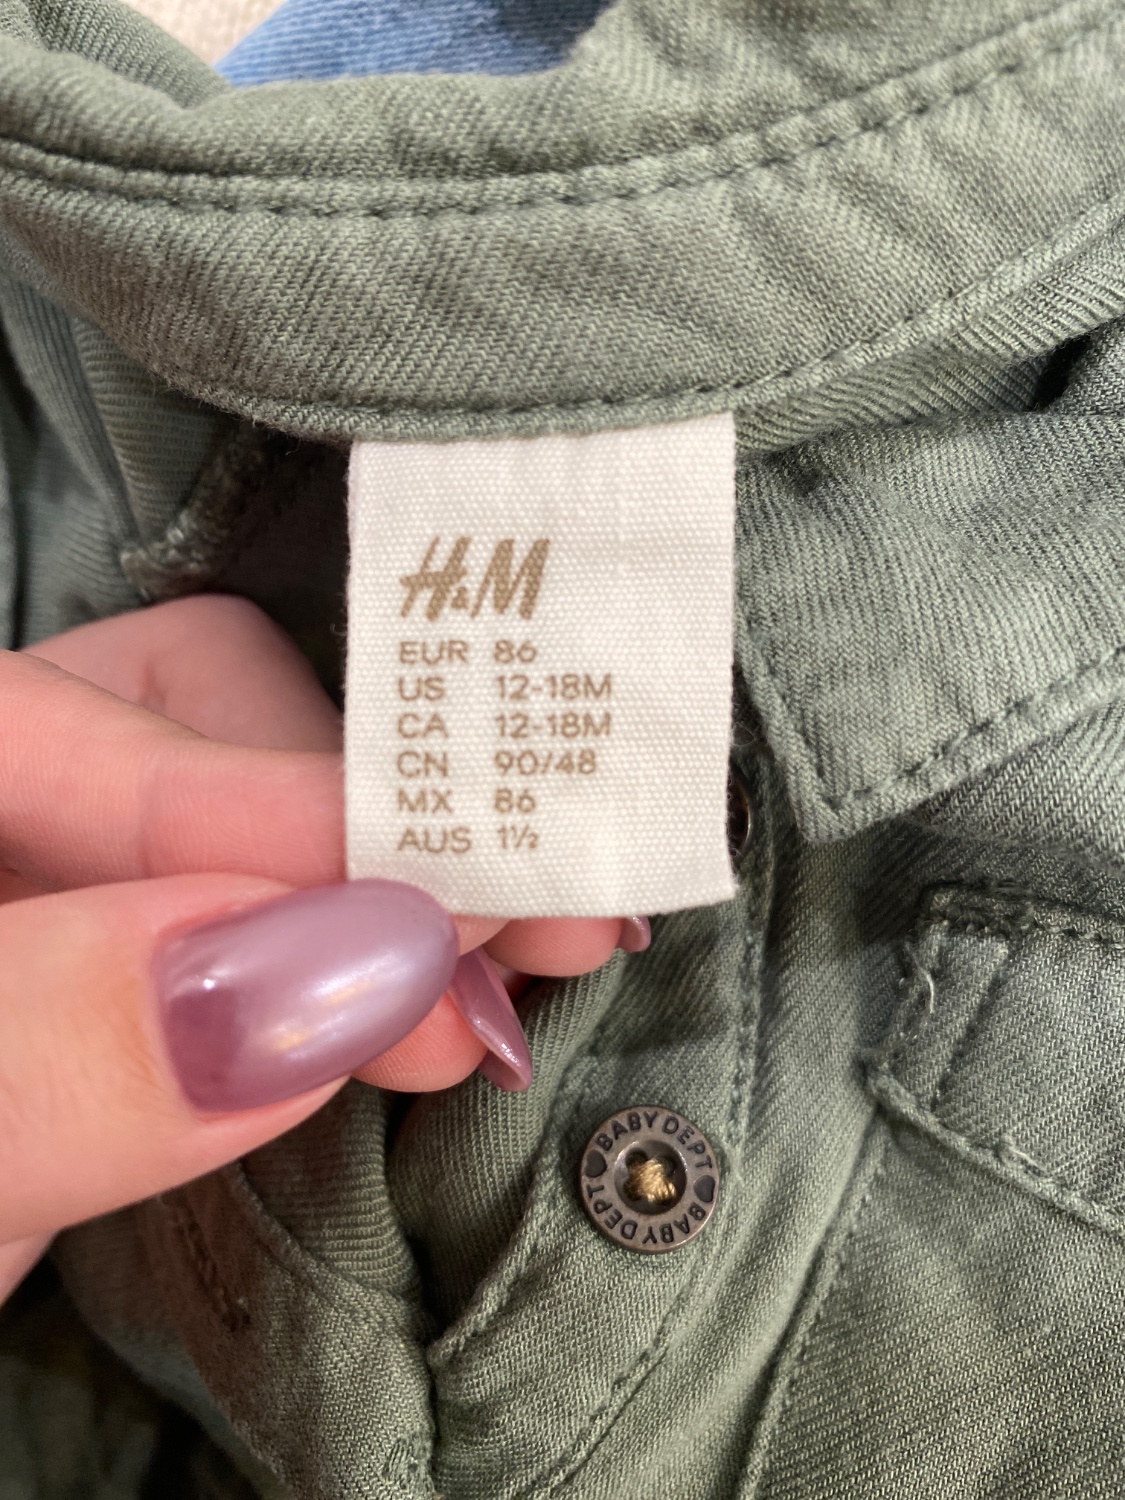 H&M
EUR 86
US 12-18M
CA 12-18M
CN 90/48
MX 86
AUS 1½
BABY DEPT
BABY DEPT